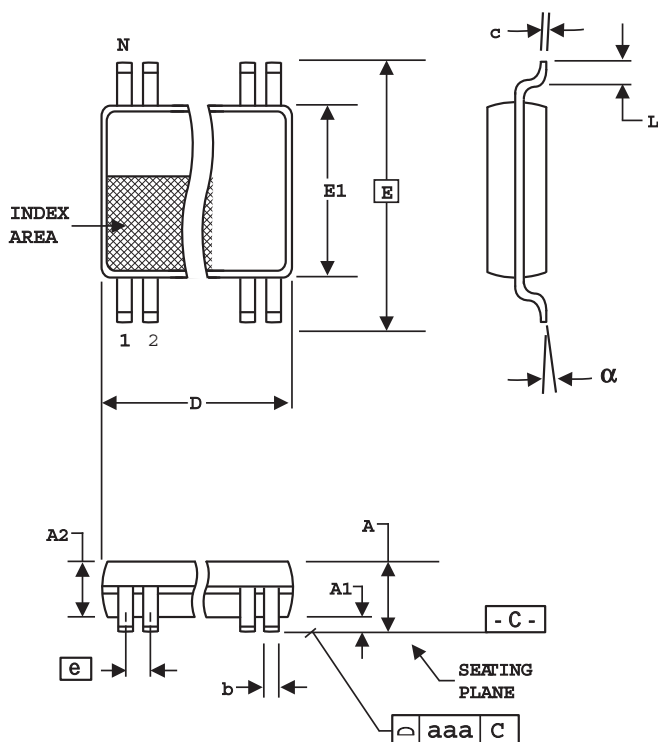 N
c
L
E1
E
INDEX
AREA
1 2
α
D
A2
A
A1
- C -
e
b
SEATING
PLANE
aaa C